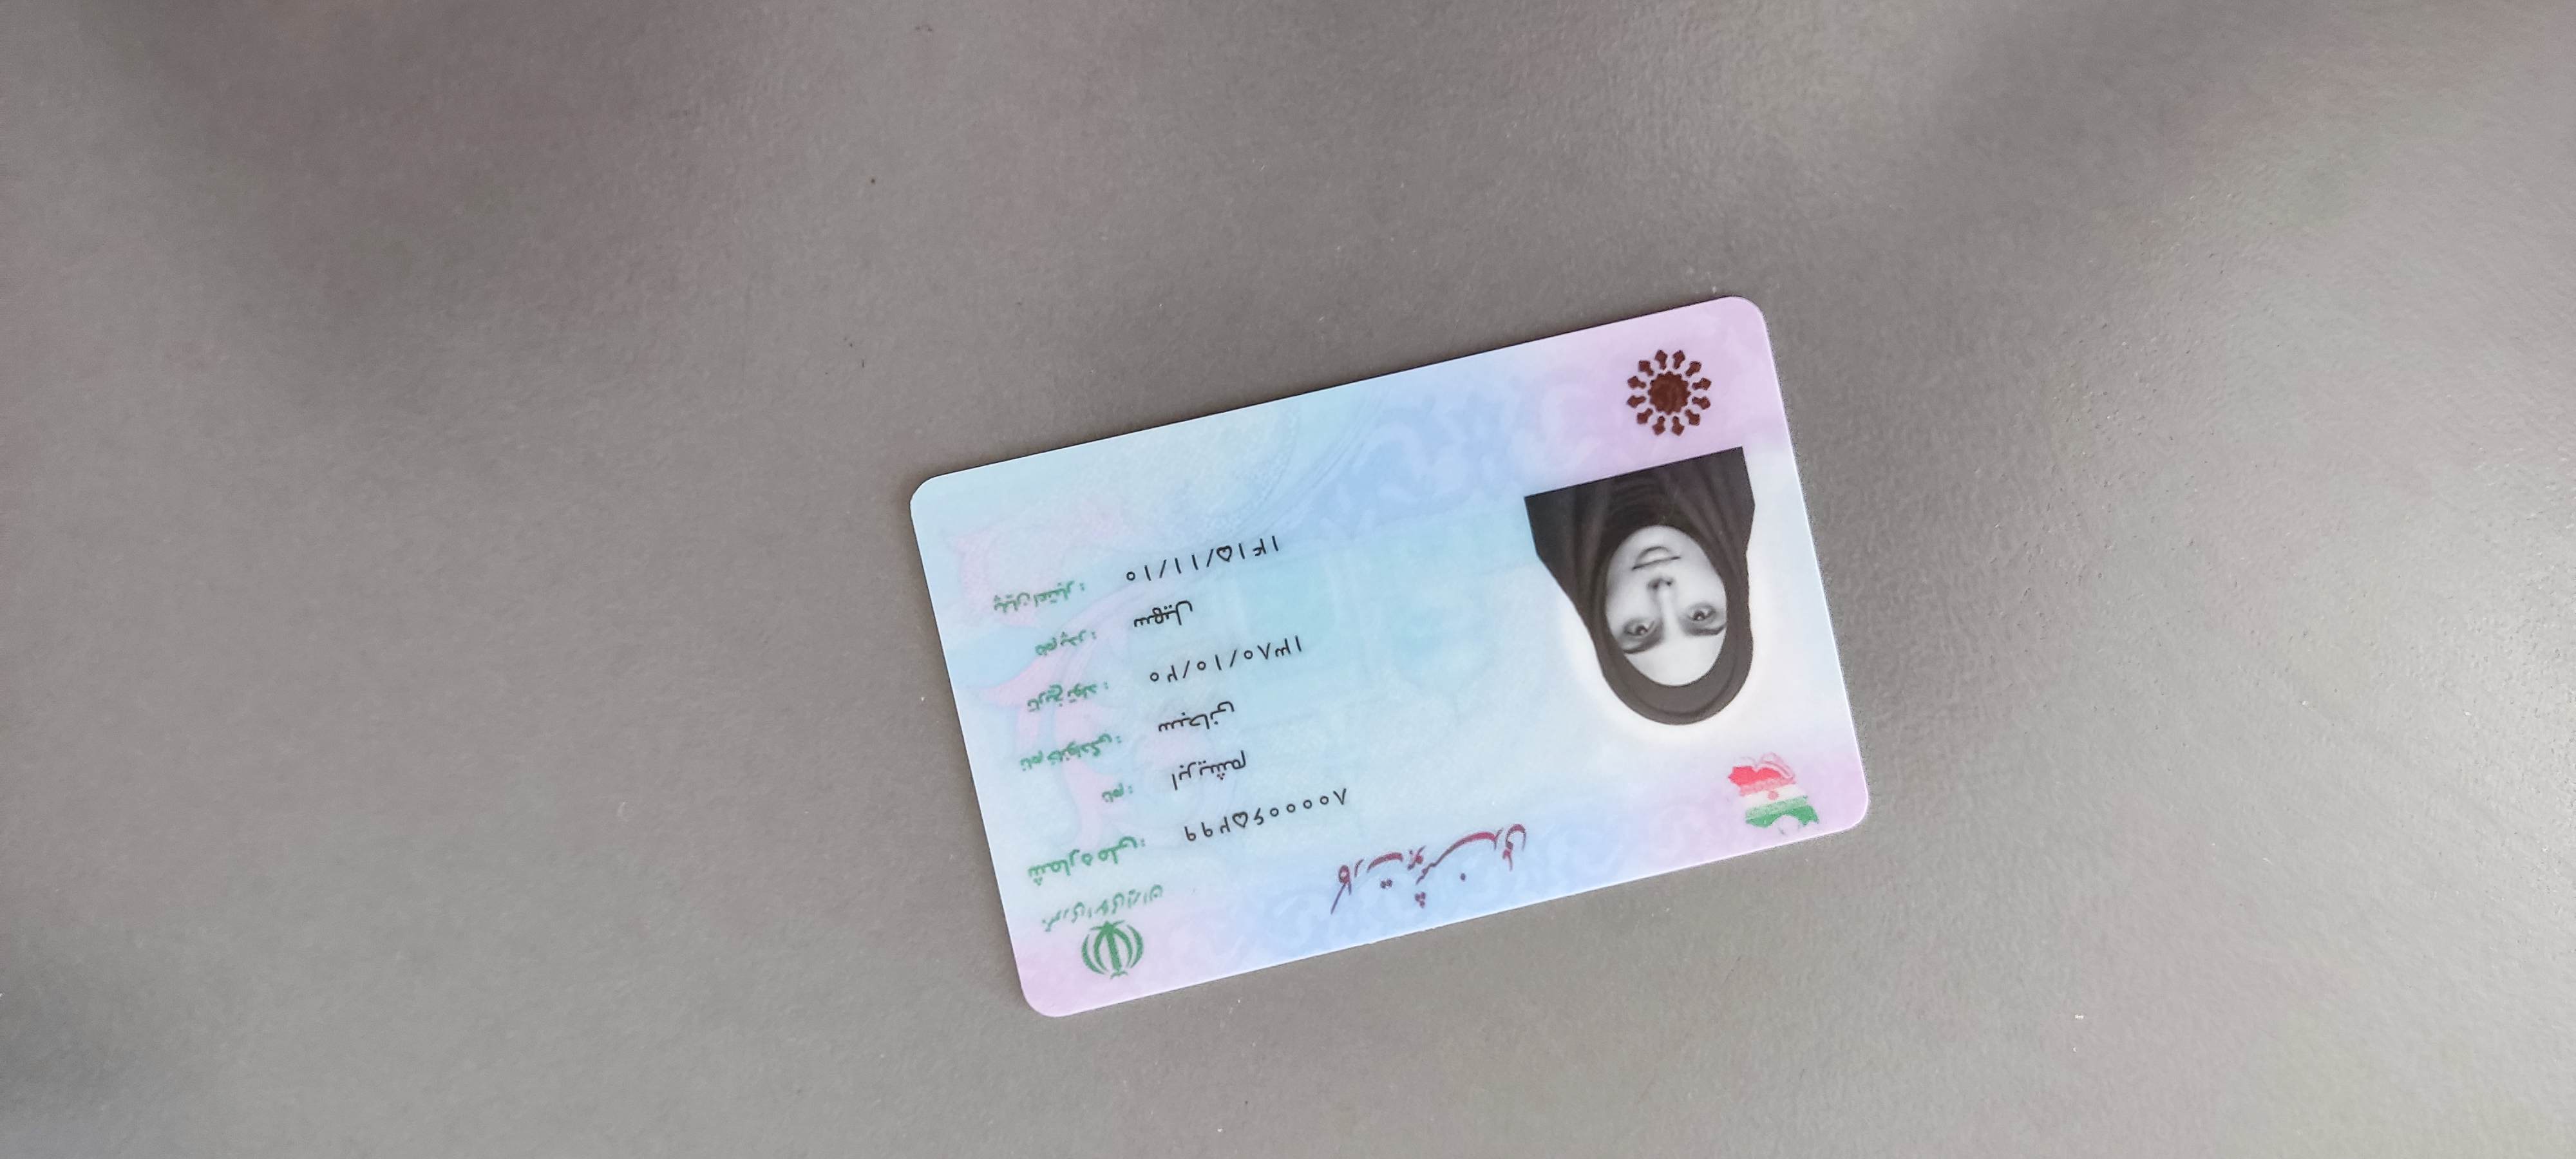 جمهوری اسلامی ایران
کارت هوشمند ملی
شماره ملی: ۸۰۰۰۰۶۵۲۹۹
نام : ابریشم
نام خانوادگی : سبحانی
تاریخ تولد : ۱۳۸۰/۱۰/۲۰
نام پدر : سهیل
پایان اعتبار : ۱۴۱۵/۱۱/۱۰